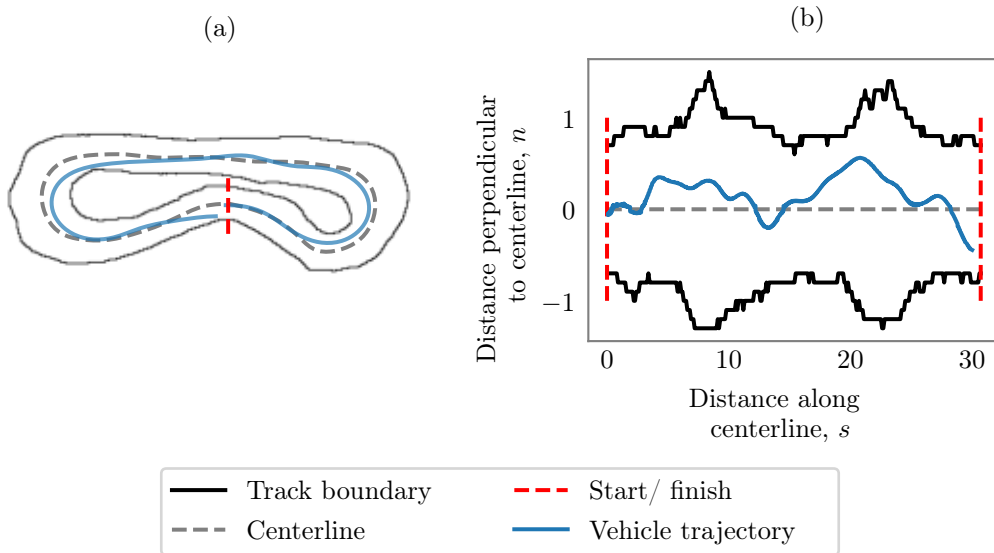 (a)
(b)
Distance perpendicular
to centerline, n
1
0
−1
0
10
20
30
Distance along
centerline, s
Track boundary
Start/ finish
Centerline
Vehicle trajectory